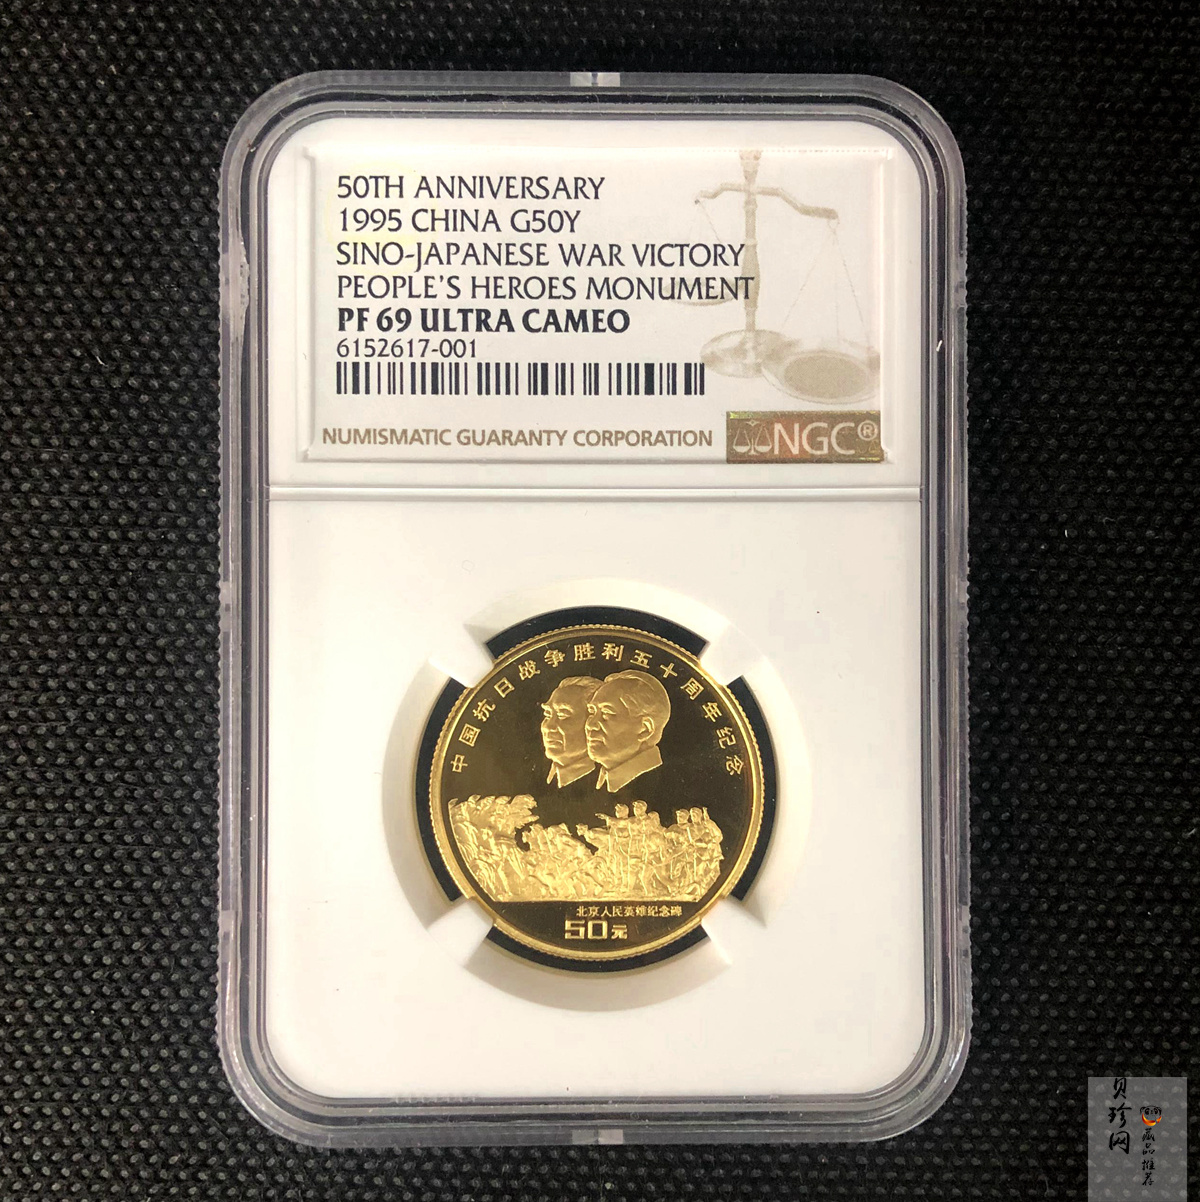 50TH ANNIVERSARY
1995 CHINA G50Y
SINO-JAPANESE WAR VICTORY
PEOPLE'S HEROES MONUMENT
PF 69 ULTRA CAMEO
6152617-001
NUMISMATIC GUARANTY CORPORATION
NGC®
中国抗日战争胜利五十周年纪念
北京人民英雄纪念碑
50元
贝珍网
藏品推荐